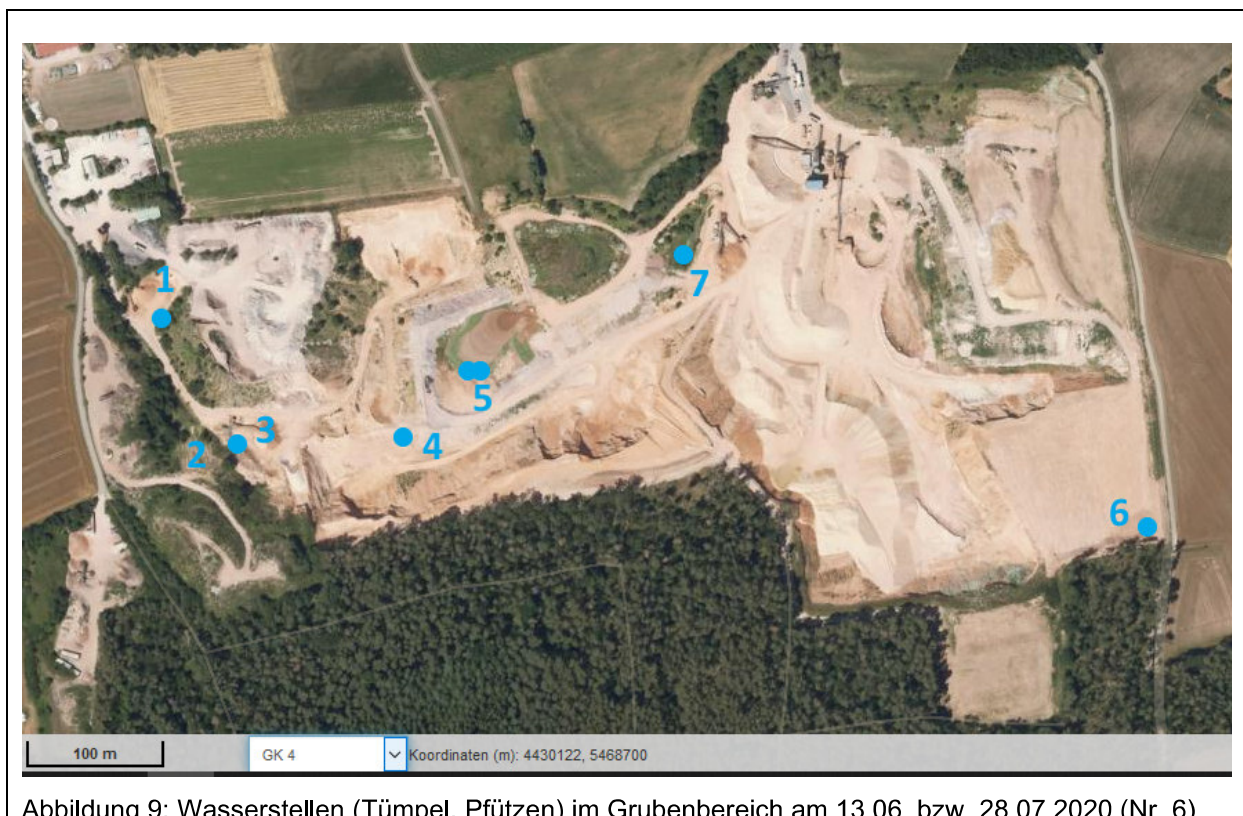 1
7
5
3
4
2
6
100 m
GK 4
Koordinaten (m): 4430122, 5468700
Abbildung 9: Wasserstellen (Tümpel, Pfützen) im Grubenbereich am 13.06. bzw. 28.07.2020 (Nr. 6)